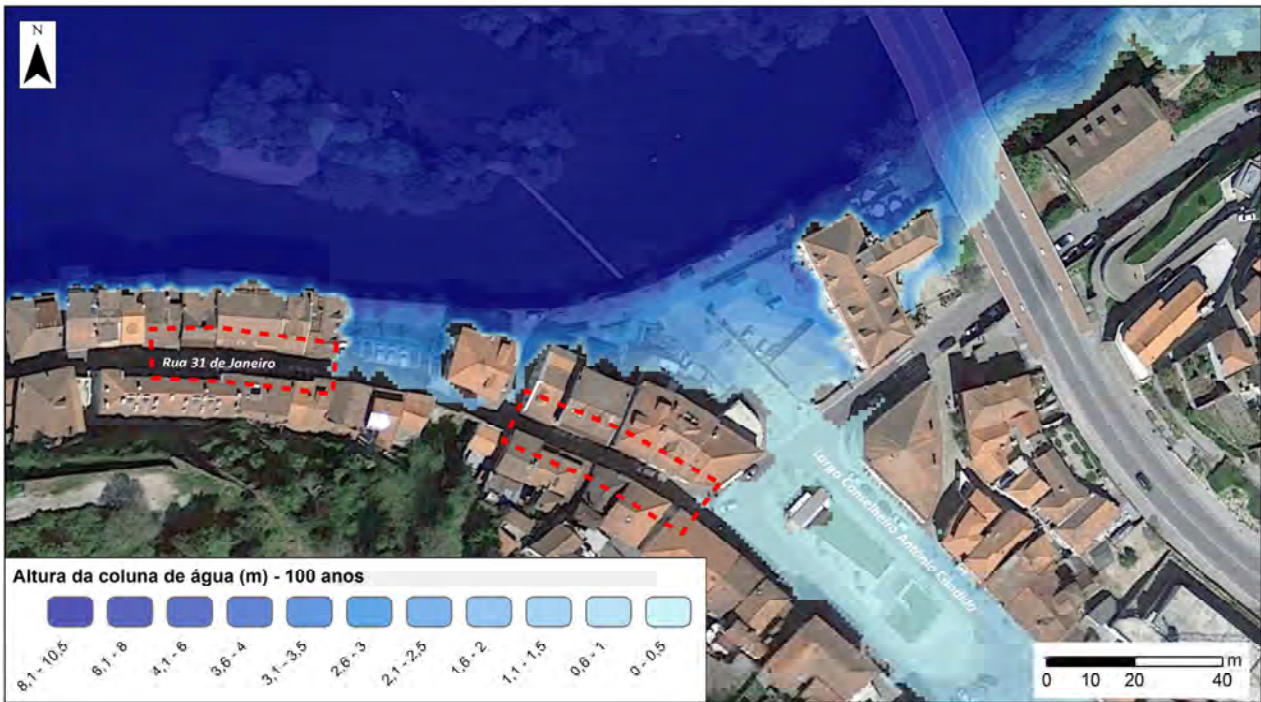 N
Rua 31 de Janeiro
Largo Conselheiro António Cândido
Altura da coluna de água (m) - 100 anos
8,1 - 10,5
6,1 - 8
4,1 - 6
3,6 - 4
3,1 - 3,5
2,6 - 3
2,1 - 2,5
1,6 - 2
1,1 - 1,5
0,6 - 1
0 - 0,5
m
0 10 20 40